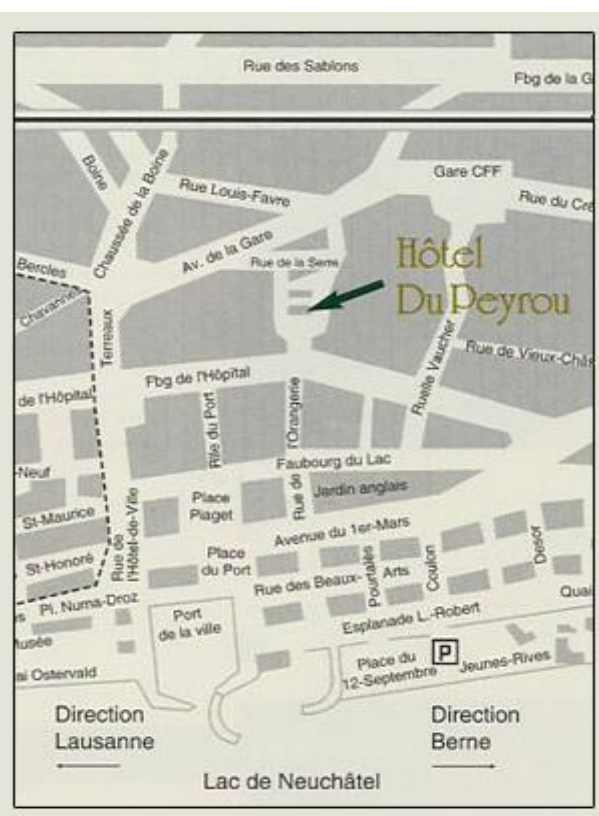 Rue des Sablons
Fbg de la G
Boine
Chaussée de la Boine
Rue Louis-Favre
Gare CFF
Rue du Crê
Bercles
Av. de la Gare
Rue de la Serre
Hôtel
Du Peyrou
Chavannes
Terreaux
Ruelle Vaucher
Rue de Vieux-Châ
Fbg de l'Hôpital
de l'Hôpital
Rlle du Port
Rue de l'Orangerie
Faubourg du Lac
-Neuf
Place
Piaget
Jardin anglais
St-Maurice
Rue de
l'Hôtel-de-Ville
Avenue du 1er-Mars
St-Honoré
Place
du Port
Rue des Beaux-Arts
Pourtalès
Coulon
Desor
Quai
Pl. Numa-Droz
Port
de la ville
Esplanade L.-Robert
Musée
ai Ostervald
Place du
12-Septembre
P
Jeunes-Rives
Direction
Lausanne
Direction
Berne
Lac de Neuchâtel